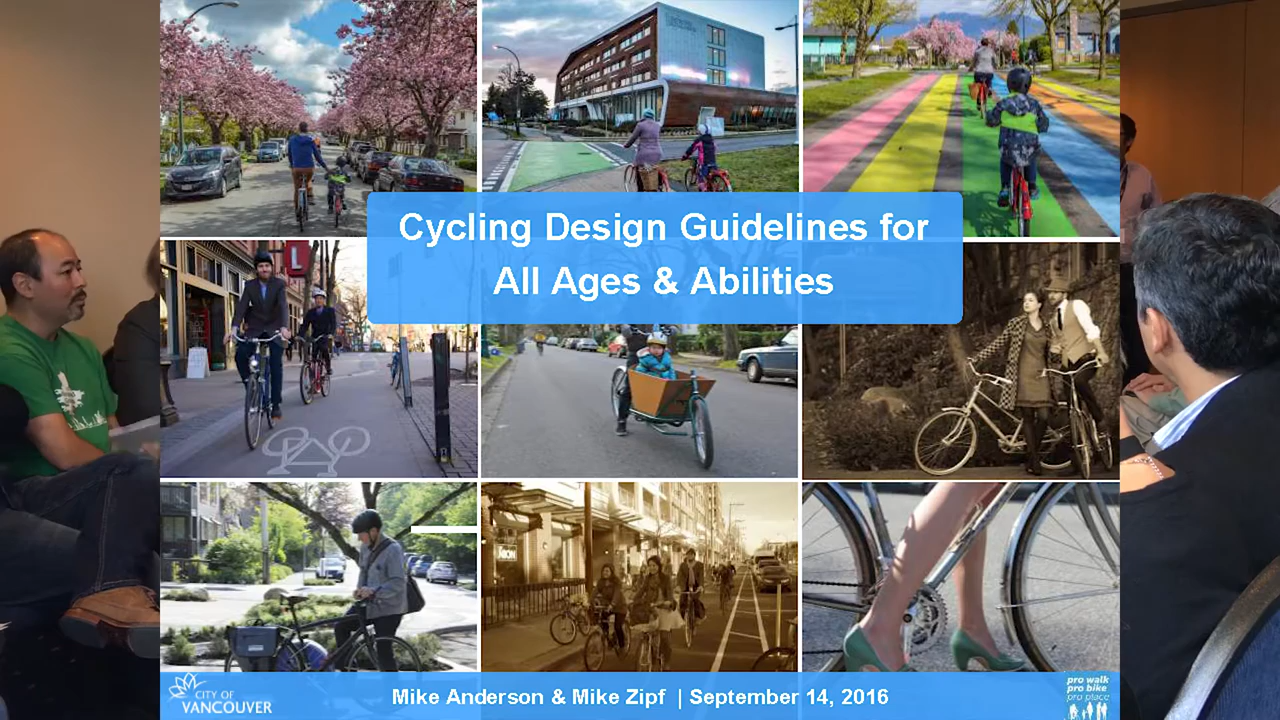 Cycling Design Guidelines for
All Ages & Abilities
L
CITY OF
VANCOUVER
Mike Anderson & Mike Zipf | September 14, 2016
pro walk
pro bike
pro place